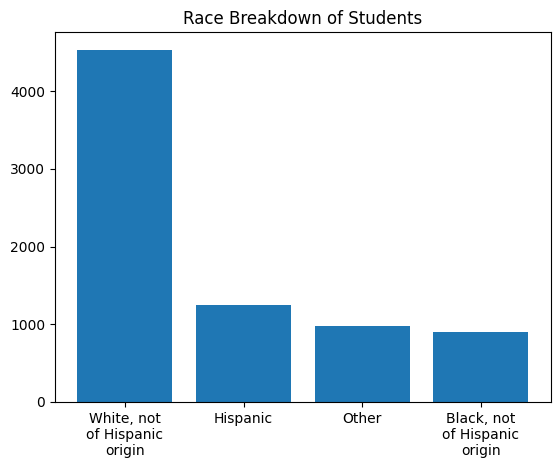 Race Breakdown of Students
4000
3000
2000
1000
0
White, not
of Hispanic
origin
Hispanic
Other
Black, not
of Hispanic
origin